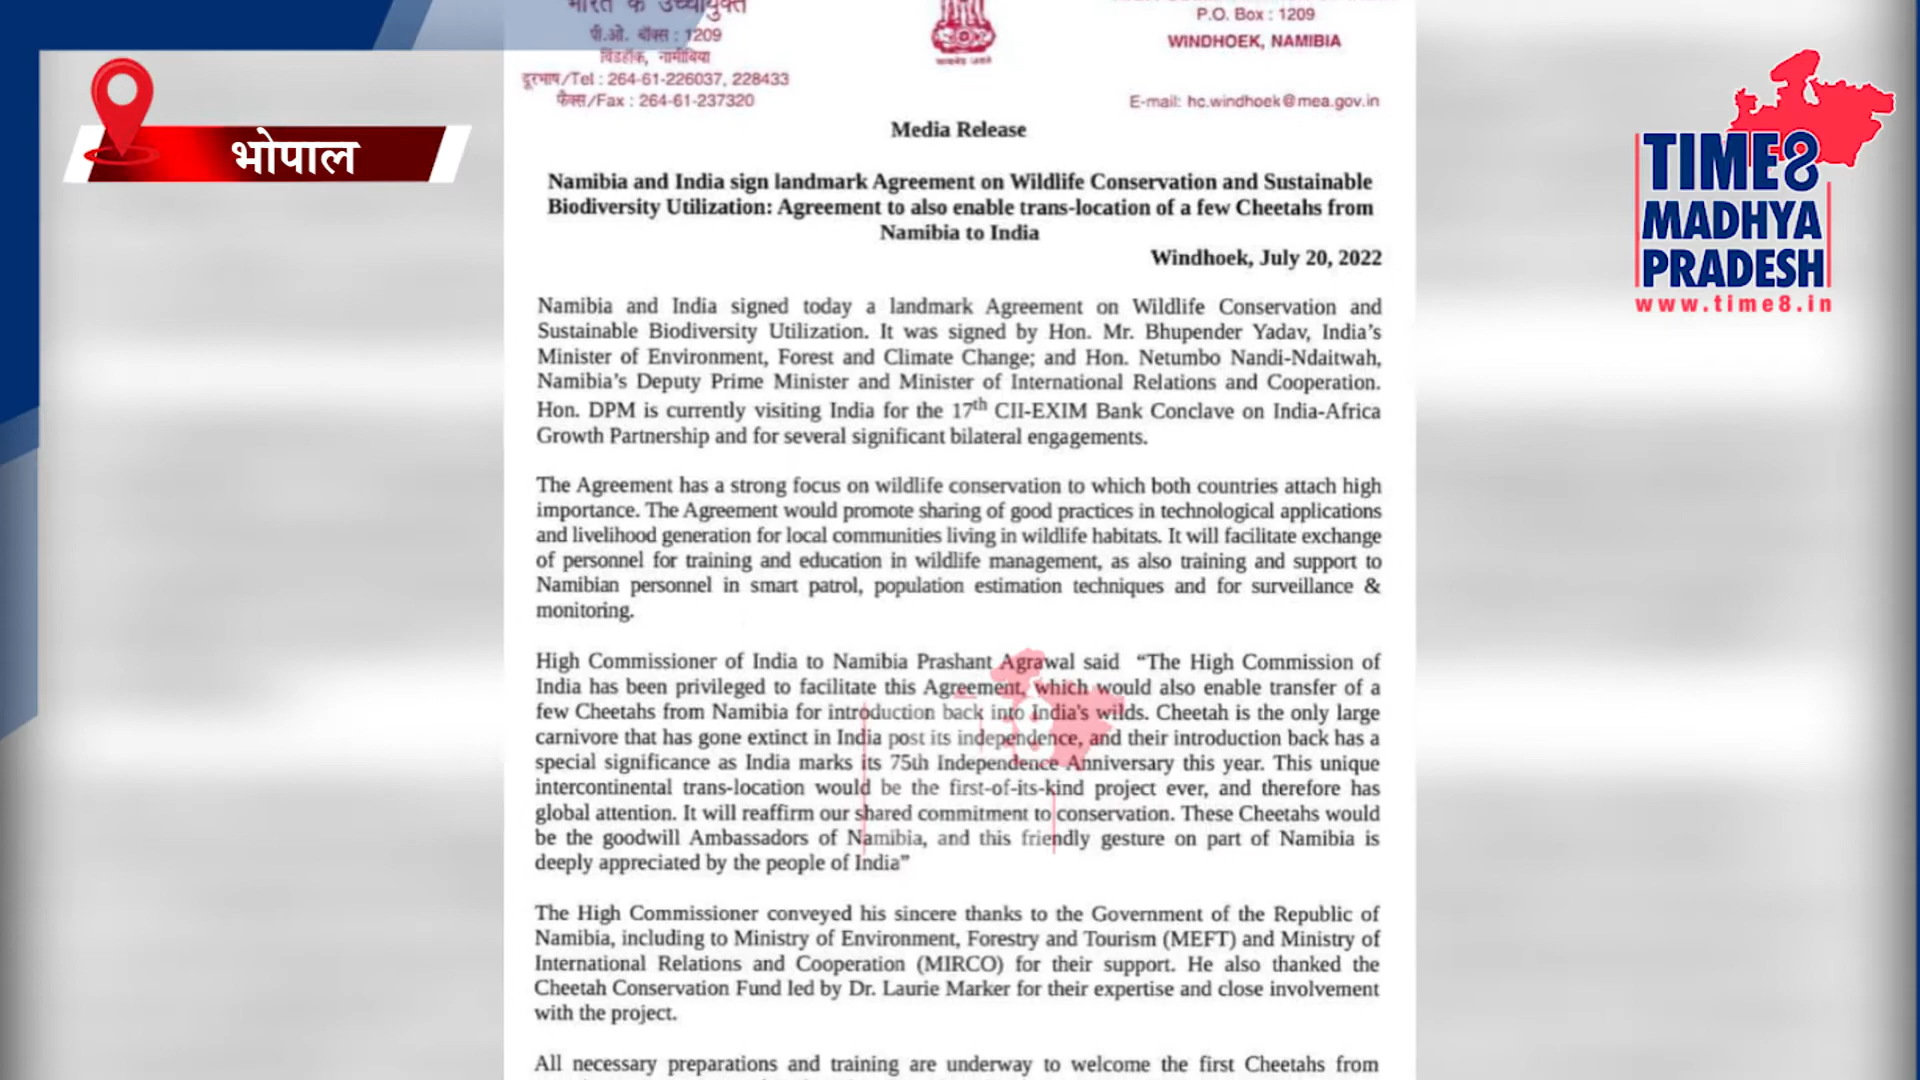 भारत के उच्चायुक्त
पी.ओ. बॉक्स : 1209
विंडहॉक, नामीबिया
दूरभाष/Tel : 264-61-226037, 228433
फैक्स/Fax : 264-61-237320
P.O. Box : 1209
WINDHOEK, NAMIBIA
E-mail: hc.windhoek@mea.gov.in
भोपाल
TIME8
MADHYA
PRADESH
www.time8.in
Media Release
Namibia and India sign landmark Agreement on Wildlife Conservation and Sustainable
Biodiversity Utilization: Agreement to also enable trans-location of a few Cheetahs from
Namibia to India
Windhoek, July 20, 2022
Namibia and India signed today a landmark Agreement on Wildlife Conservation and
Sustainable Biodiversity Utilization. It was signed by Hon. Mr. Bhupender Yadav, India's
Minister of Environment, Forest and Climate Change; and Hon. Netumbo Nandi-Ndaitwah,
Namibia's Deputy Prime Minister and Minister of International Relations and Cooperation.
Hon. DPM is currently visiting India for the 17th CII-EXIM Bank Conclave on India-Africa
Growth Partnership and for several significant bilateral engagements.
The Agreement has a strong focus on wildlife conservation to which both countries attach high
importance. The Agreement would promote sharing of good practices in technological applications
and livelihood generation for local communities living in wildlife habitats. It will facilitate exchange
of personnel for training and education in wildlife management, as also training and support to
Namibian personnel in smart patrol, population estimation techniques and for surveillance &
monitoring.
High Commissioner of India to Namibia Prashant Agrawal said “The High Commission of
India has been privileged to facilitate this Agreement, which would also enable transfer of a
few Cheetahs from Namibia for introduction back into India's wilds. Cheetah is the only large
carnivore that has gone extinct in India post its independence, and their introduction back has a
special significance as India marks its 75th Independence Anniversary this year. This unique
intercontinental trans-location would be the first-of-its-kind project ever, and therefore has
global attention. It will reaffirm our shared commitment to conservation. These Cheetahs would
be the goodwill Ambassadors of Namibia, and this friendly gesture on part of Namibia is
deeply appreciated by the people of India”
The High Commissioner conveyed his sincere thanks to the Government of the Republic of
Namibia, including to Ministry of Environment, Forestry and Tourism (MEFT) and Ministry of
International Relations and Cooperation (MIRCO) for their support. He also thanked the
Cheetah Conservation Fund led by Dr. Laurie Marker for their expertise and close involvement
with the project.
All necessary preparations and training are underway to welcome the first Cheetahs from